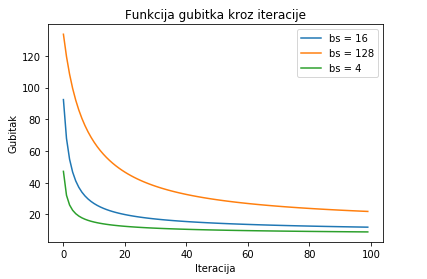 Funkcija gubitka kroz iteracije
bs = 16
bs = 128
bs = 4
Gubitak
120
100
80
60
40
20
0 20 40 60 80 100
Iteracija